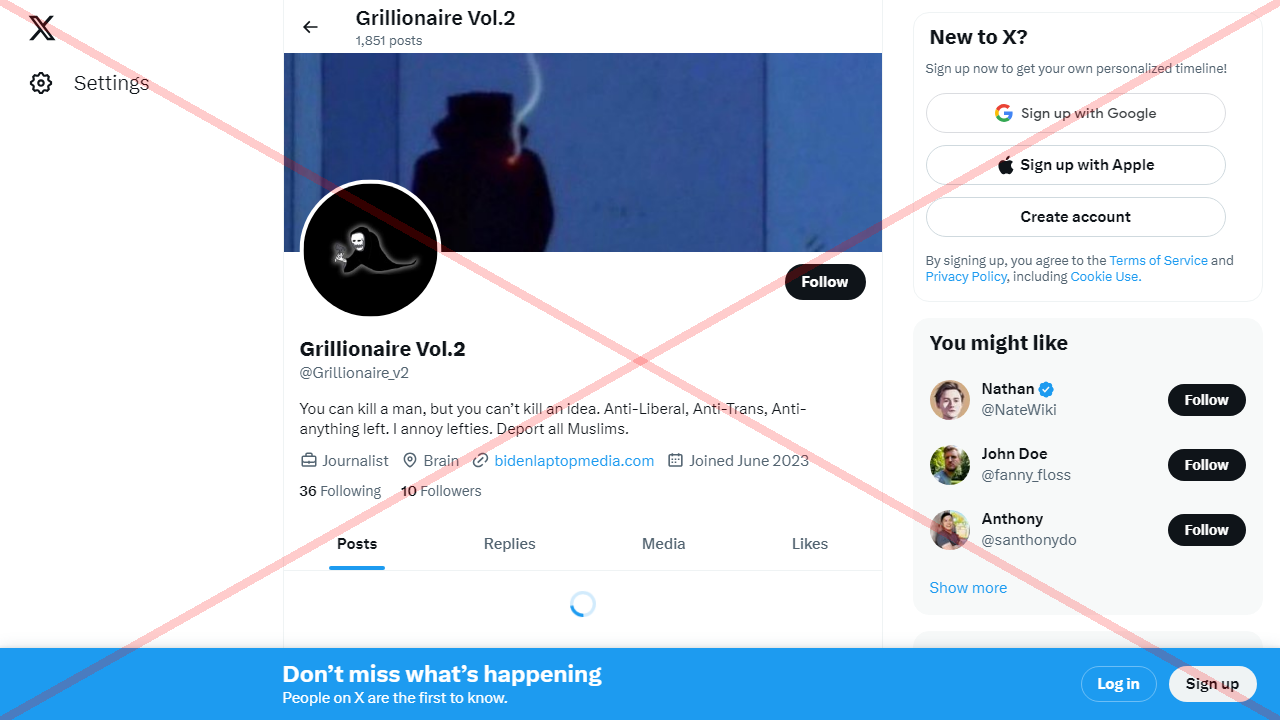 Grillionaire Vol.2
1,851 posts
Settings
Follow
Grillionaire Vol.2
@Grillionaire_v2
You can kill a man, but you can’t kill an idea. Anti-Liberal, Anti-Trans, Anti-
anything left. I annoy lefties. Deport all Muslims.
Journalist Brain bidenlaptopmedia.com Joined June 2023
36 Following 10 Followers
Posts Replies Media Likes
New to X?
Sign up now to get your own personalized timeline!
Sign up with Google
Sign up with Apple
Create account
By signing up, you agree to the Terms of Service and
Privacy Policy, including Cookie Use.
You might like
Nathan
@NateWiki
Follow
John Doe
@fanny_floss
Follow
Anthony
@santhonydo
Follow
Show more
Don’t miss what’s happening
People on X are the first to know.
Log in
Sign up